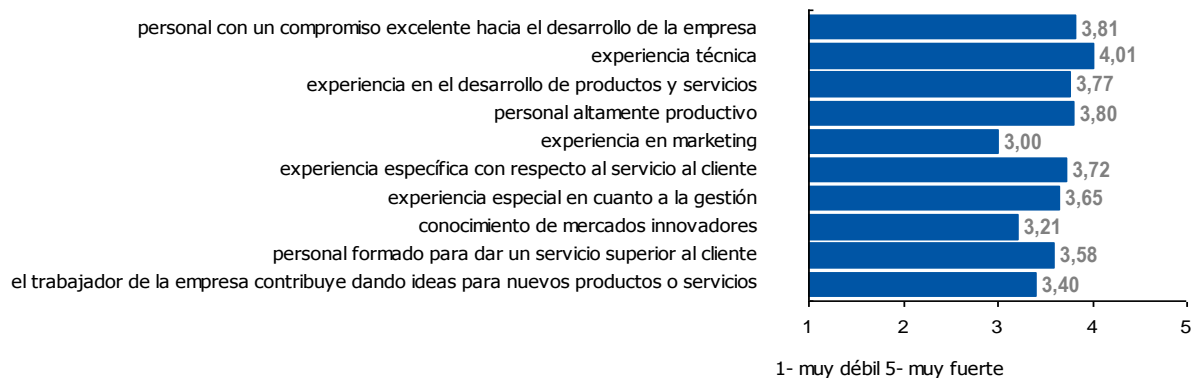 personal con un compromiso excelente hacia el desarrollo de la empresa 3,81
experiencia técnica 4,01
experiencia en el desarrollo de productos y servicios 3,77
personal altamente productivo 3,80
experiencia en marketing 3,00
experiencia específica con respecto al servicio al cliente 3,72
experiencia especial en cuanto a la gestión 3,65
conocimiento de mercados innovadores 3,21
personal formado para dar un servicio superior al cliente 3,58
el trabajador de la empresa contribuye dando ideas para nuevos productos o servicios 3,40
1 2 3 4 5
1- muy débil 5- muy fuerte